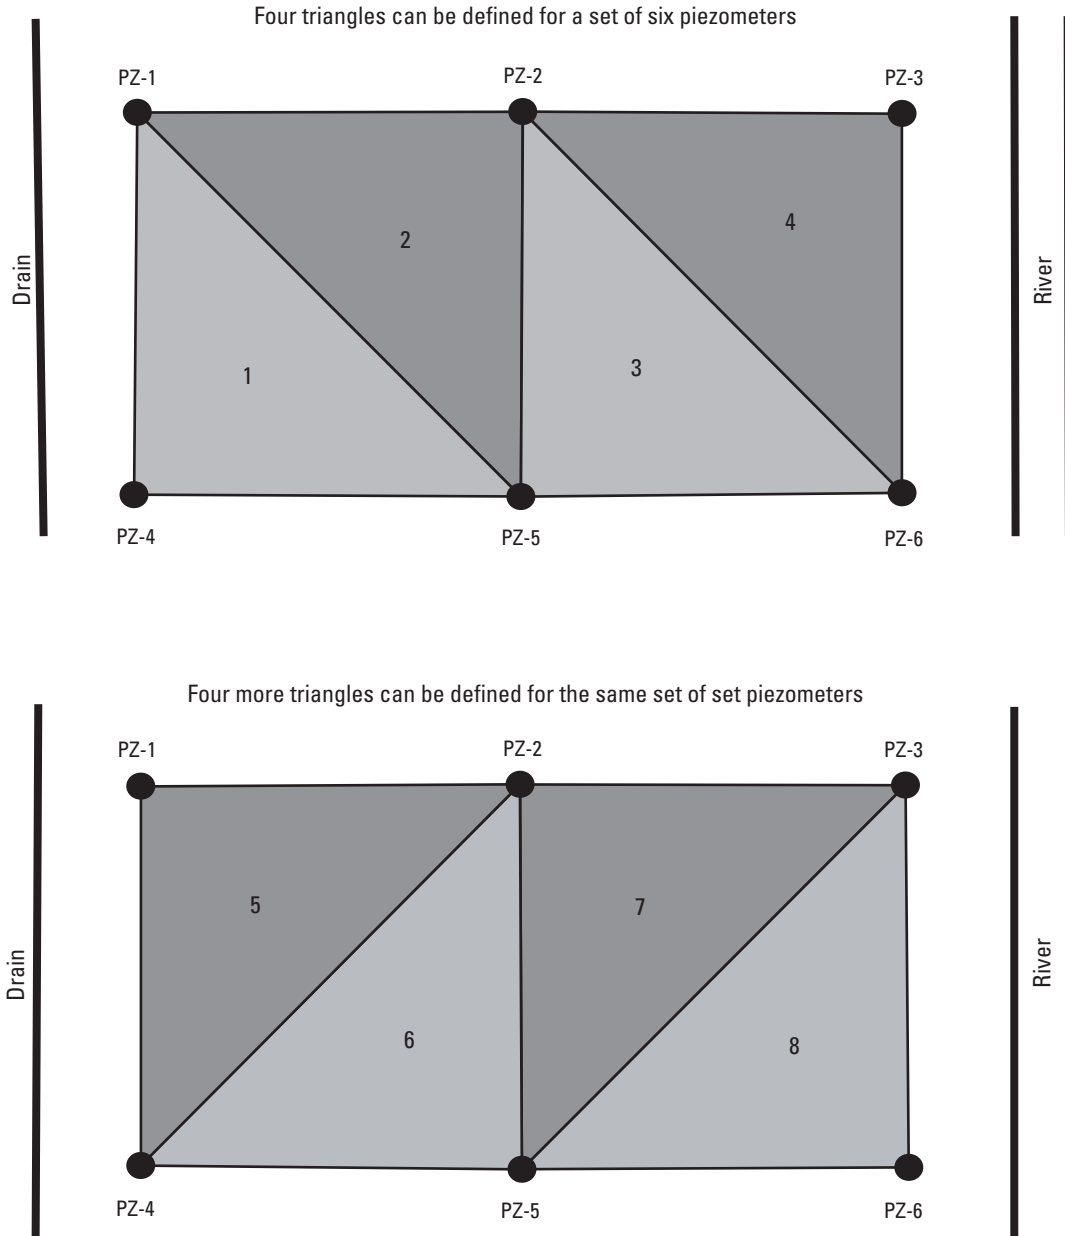 Four triangles can be defined for a set of six piezometers
PZ-1
PZ-2
PZ-3
Drain
River
2
4
1
3
PZ-4
PZ-5
PZ-6
Four more triangles can be defined for the same set of set piezometers
PZ-1
PZ-2
PZ-3
Drain
River
5
7
6
8
PZ-4
PZ-5
PZ-6